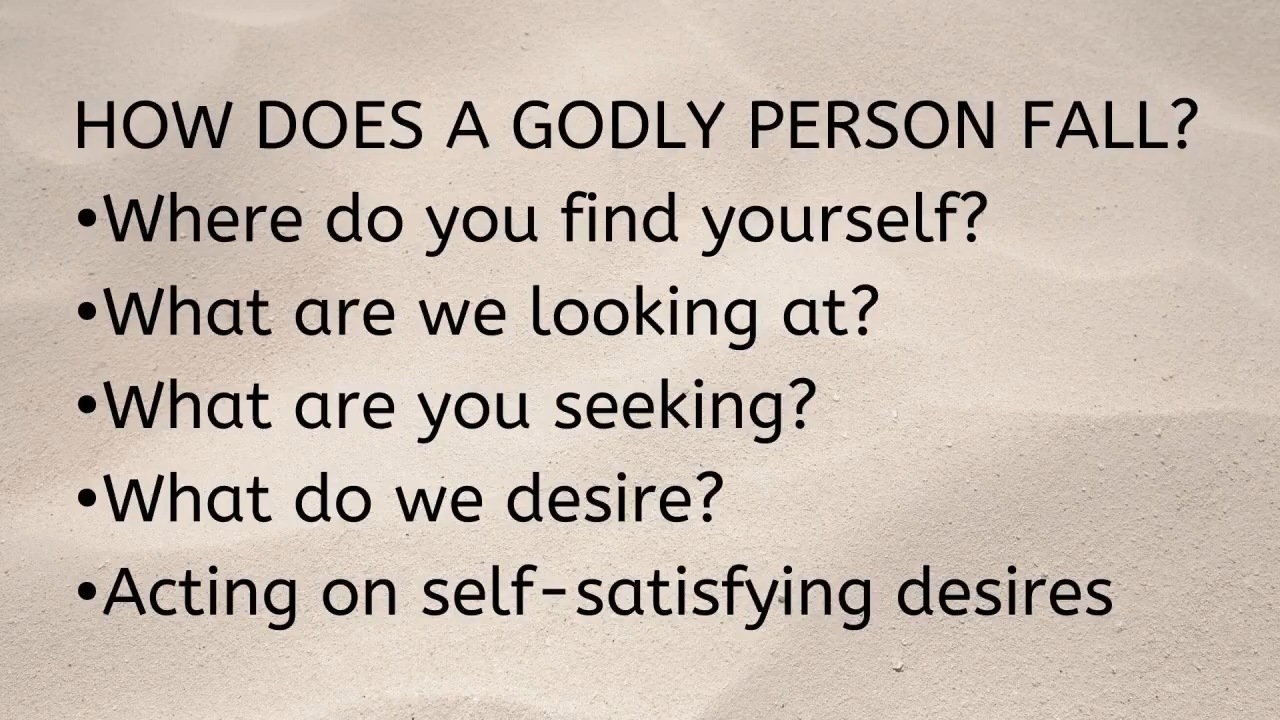 HOW DOES A GODLY PERSON FALL?
•Where do you find yourself?
•What are we looking at?
•What are you seeking?
•What do we desire?
•Acting on self-satisfying desires